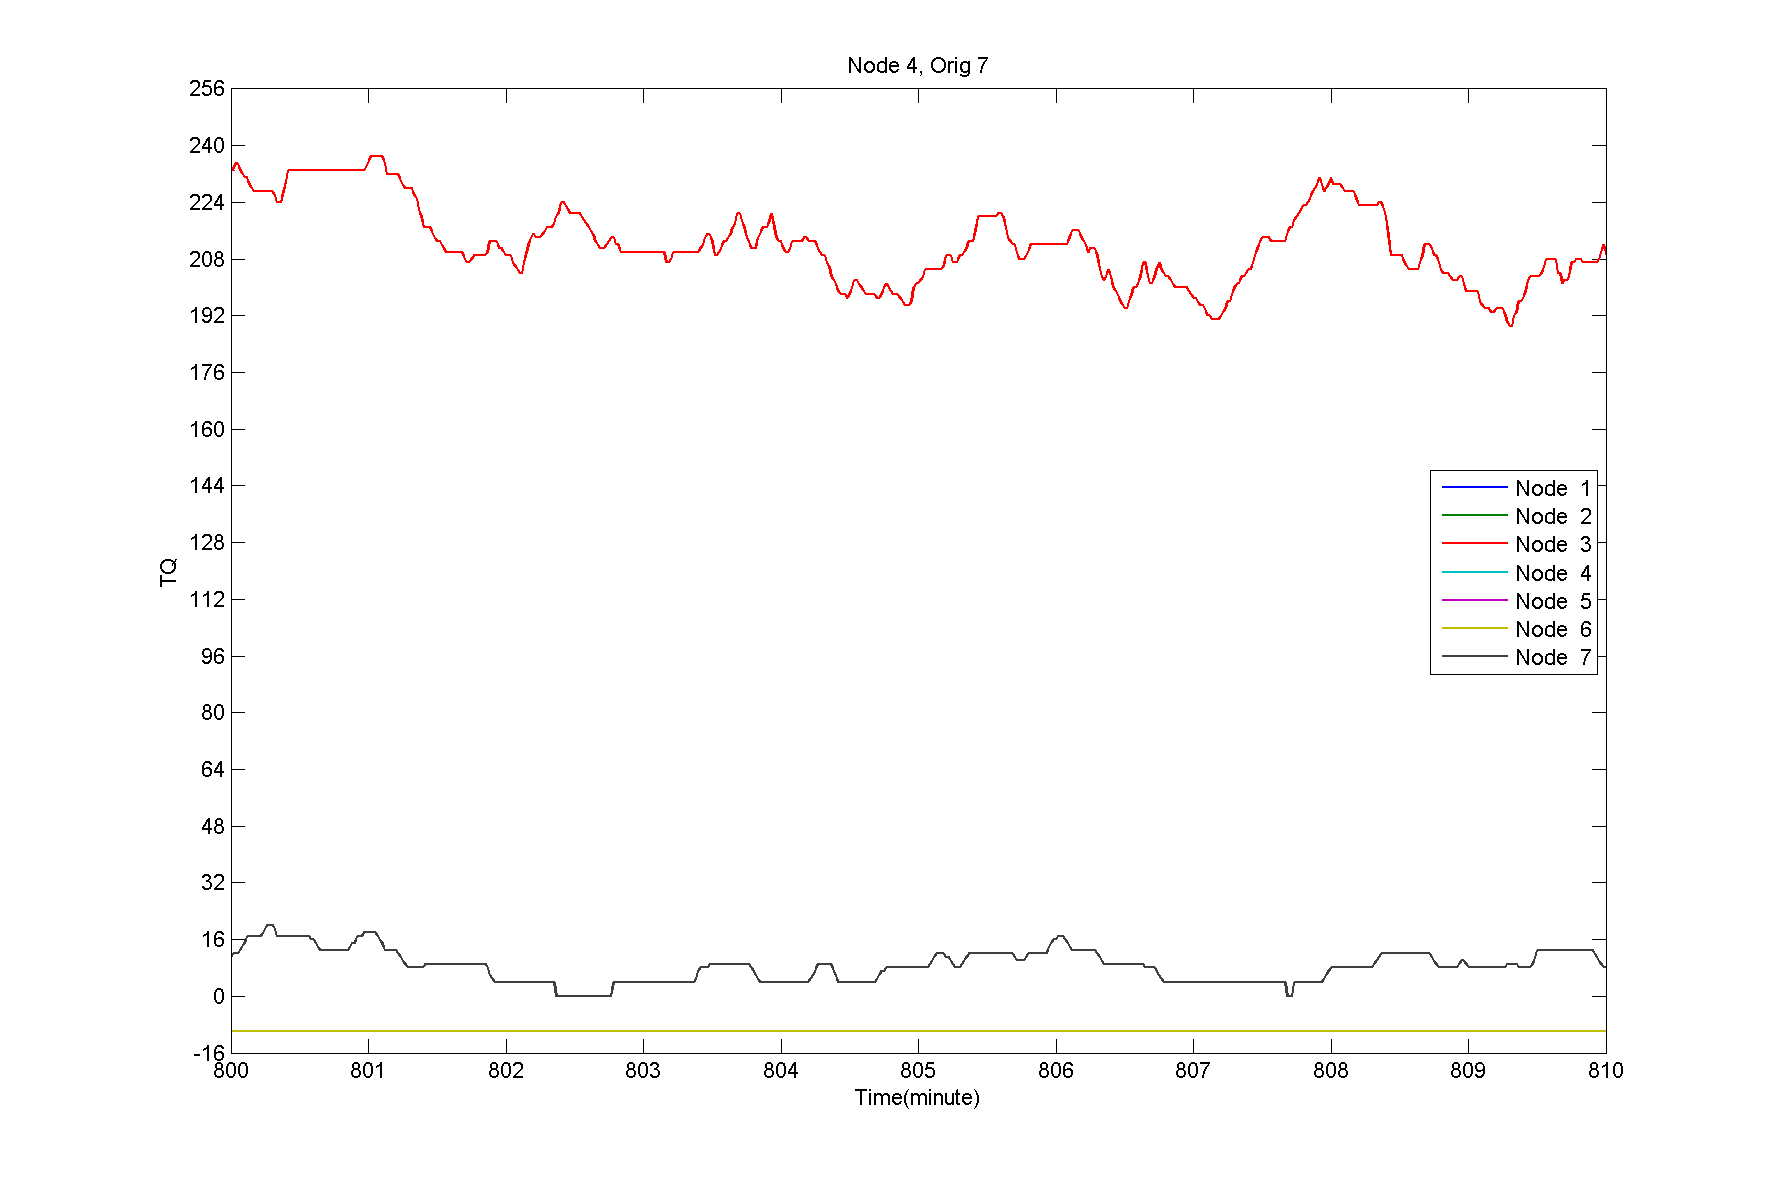 Node 4, Orig 7
256
240
224
208
192
176
160
144
128
112
96
80
64
48
32
16
0
-16
TQ
Node 1
Node 2
Node 3
Node 4
Node 5
Node 6
Node 7
800 801 802 803 804 805 806 807 808 809 810
Time(minute)